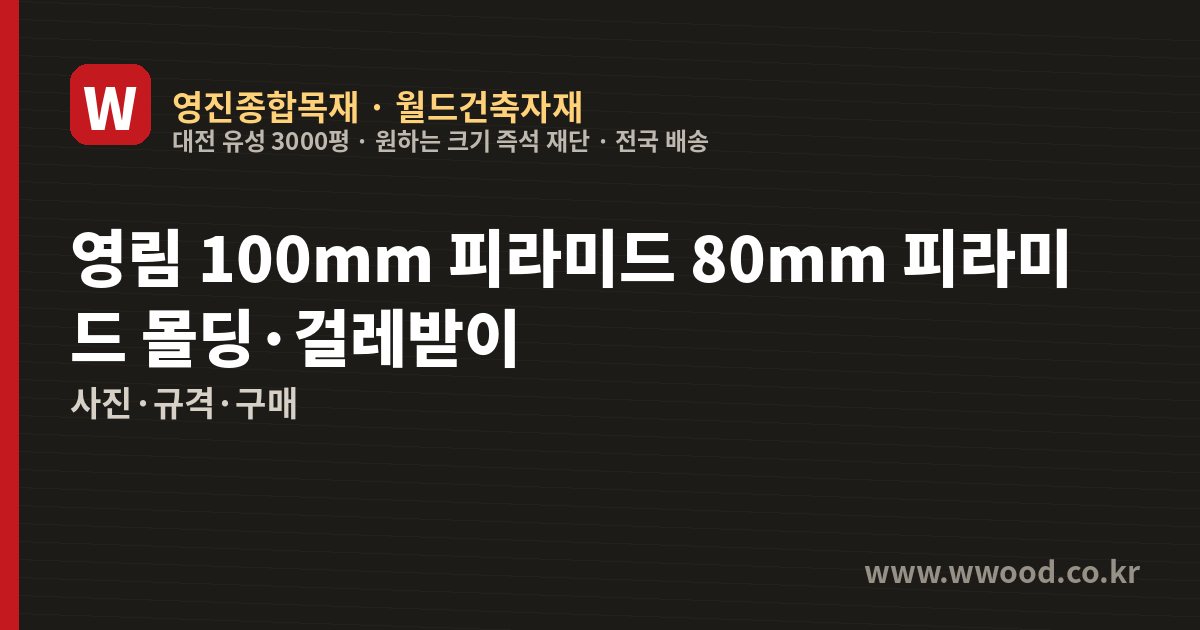 W
영진종합목재 · 월드건축자재
대전 유성 3000평 · 원하는 크기 즉석 재단 · 전국 배송
영림 100mm 피라미드 80mm 피라미
드 몰딩·걸레받이
사진·규격·구매
www.wwood.co.kr